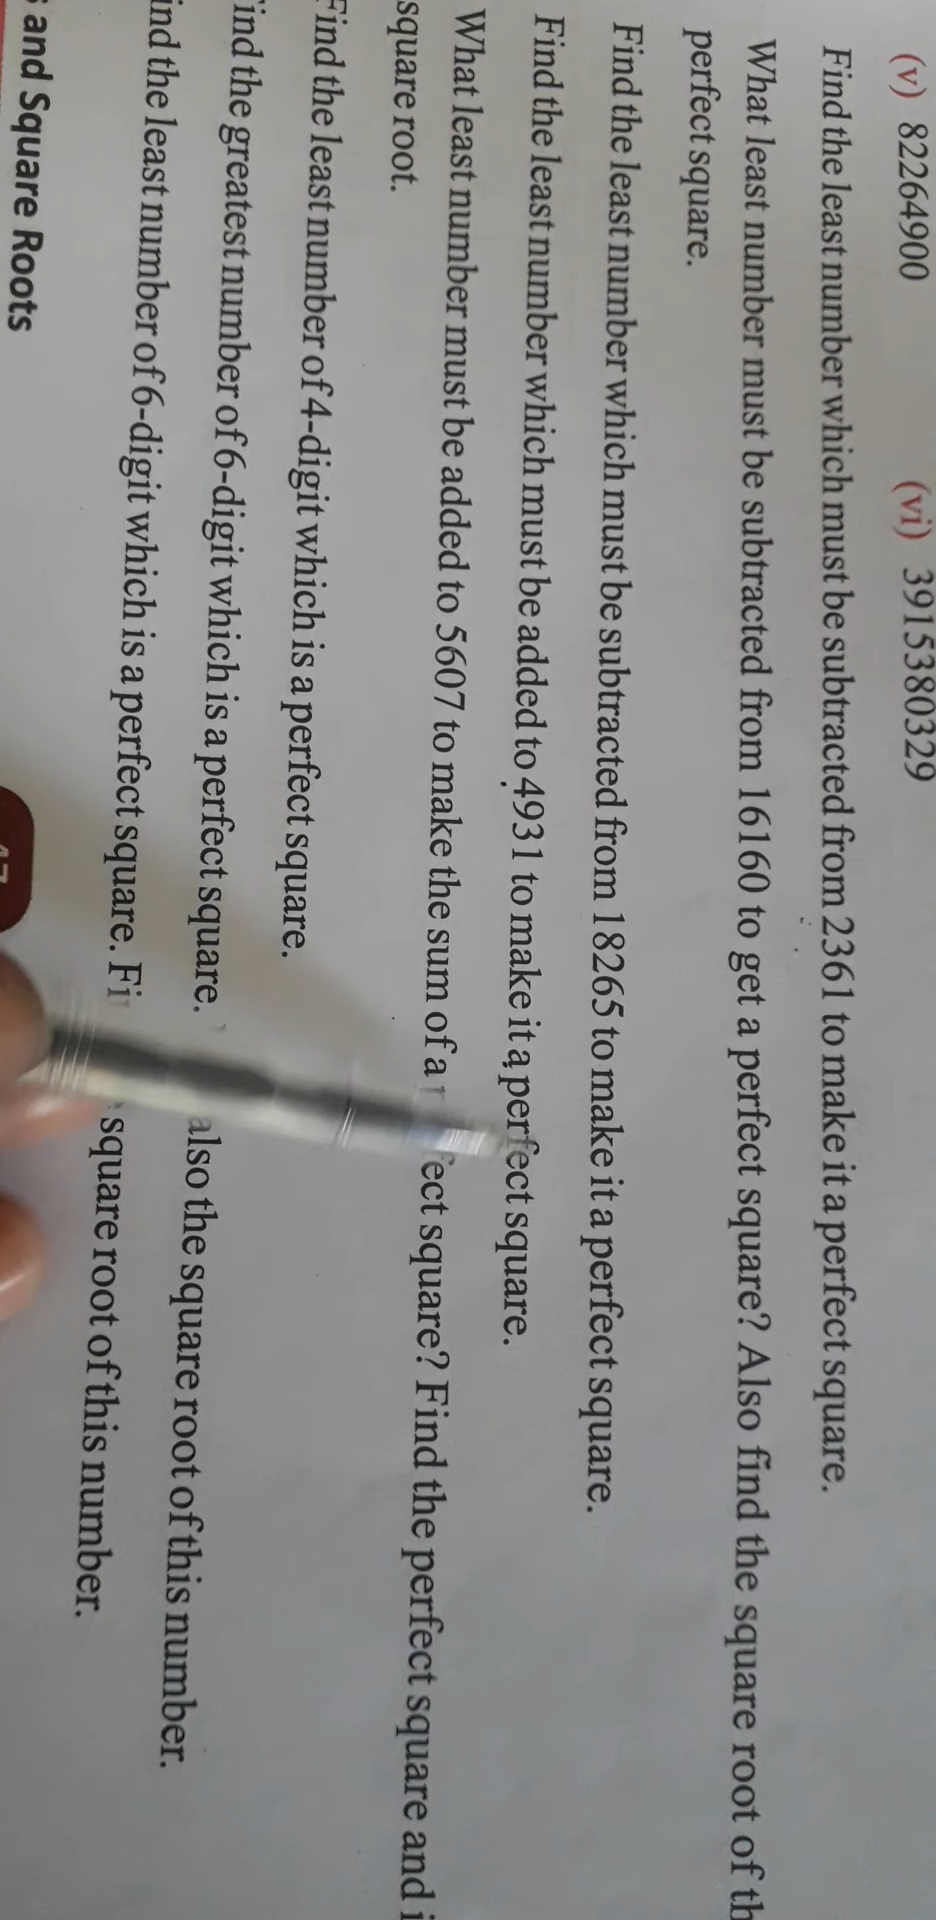 (v) 82264900 (vi) 3915380329
Find the least number which must be subtracted from 2361 to make it a perfect square.
What least number must be subtracted from 16160 to get a perfect square? Also find the square root of
perfect square.
Find the least number which must be subtracted from 18265 to make it a perfect square.
Find the least number which must be added to 4931 to make it a perfect square.
What least number must be added to 5607 to make the sum of a square? Find the perfect square and
square root.
Find the least number of 4-digit which is a perfect square.
Find the greatest number of 6-digit which is a perfect square. also the square root of this number.
the least number of 6-digit which is a perfect square. square root of this number.
and Square Roots
47